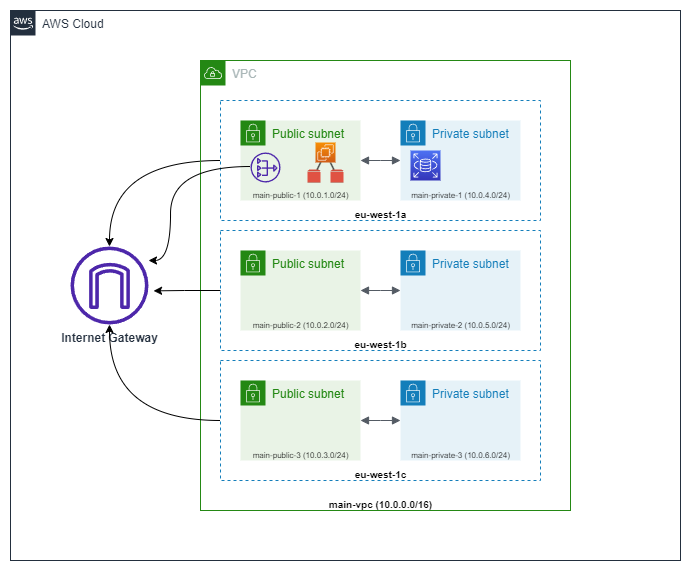 aws
AWS Cloud
VPC
Public subnet
Private subnet
main-public-1 (10.0.1.0/24)
main-private-1 (10.0.4.0/24)
eu-west-1a
Public subnet
Private subnet
main-public-2 (10.0.2.0/24)
main-private-2 (10.0.5.0/24)
eu-west-1b
Internet Gateway
Public subnet
Private subnet
main-public-3 (10.0.3.0/24)
main-private-3 (10.0.6.0/24)
eu-west-1c
main-vpc (10.0.0.0/16)